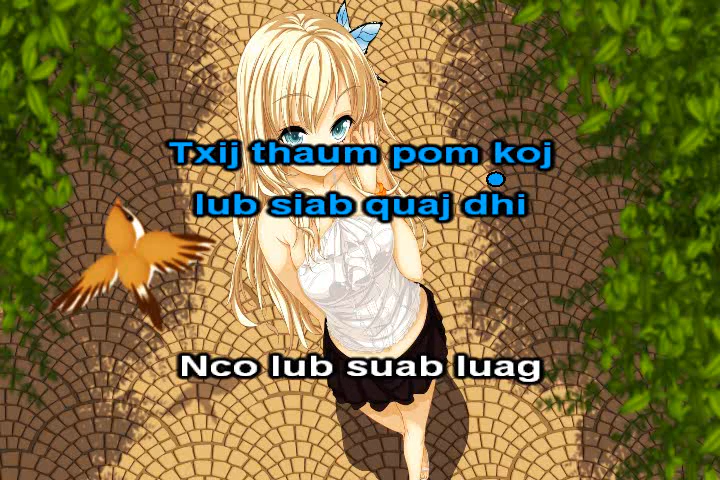 Txij thaum pom koj
lub siab quaj dhi
Nco lub suab luag